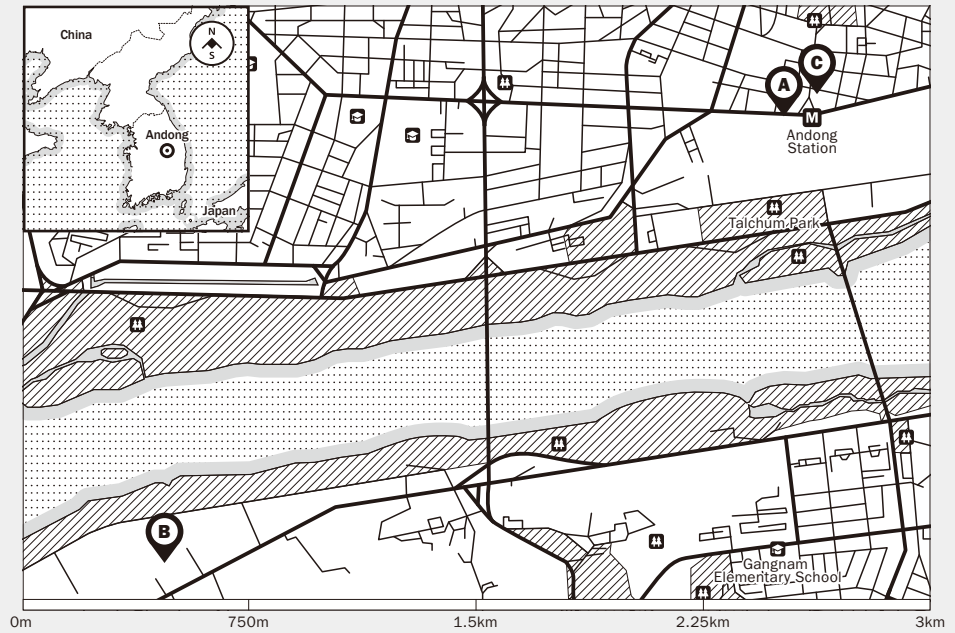 China
N
S
Andong
Japan
C
A
M
Andong
Station
Talchum Park
B
Gangnam
Elementary School
0m
750m
1.5km
2.25km
3km